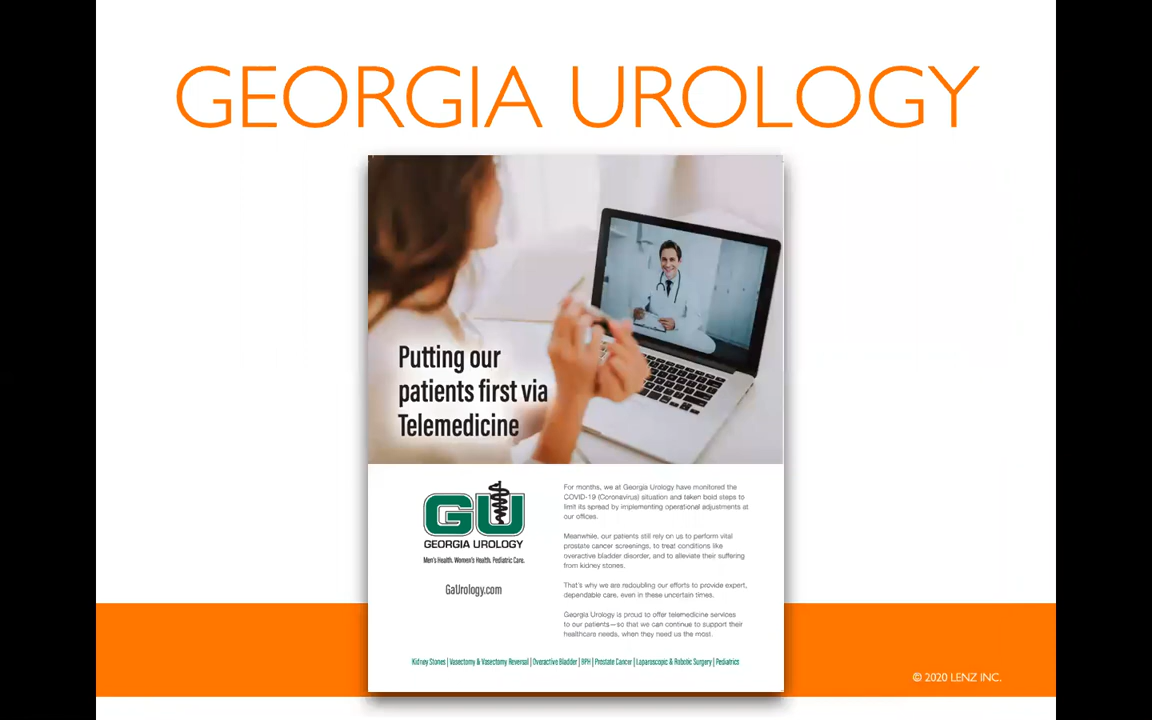 GEORGIA UROLOGY
Putting our
patients first via
Telemedicine
GU
GEORGIA UROLOGY
Men's Health. Women's Health. Pediatric Care.
GaUrology.com
For months, we at Georgia Urology have monitored the
COVID-19 (Coronavirus) situation and taken bold steps to
limit its spread by implementing operational adjustments at
our offices.
Meanwhile, our patients still rely on us to perform vital
prostate cancer screenings, to treat conditions like
overactive bladder disorder, and to alleviate their suffering
from kidney stones.
That's why we are redoubling our efforts to provide expert,
dependable care, even in these uncertain times.
Georgia Urology is proud to offer telemedicine services
to our patients—so that we can continue to support their
healthcare needs, when they need us the most.
Kidney Stones | Vasectomy & Vasectomy Reversal | Overactive Bladder | BPH | Prostate Cancer | Laparoscopic & Robotic Surgery | Pediatrics
© 2020 LENZ INC.